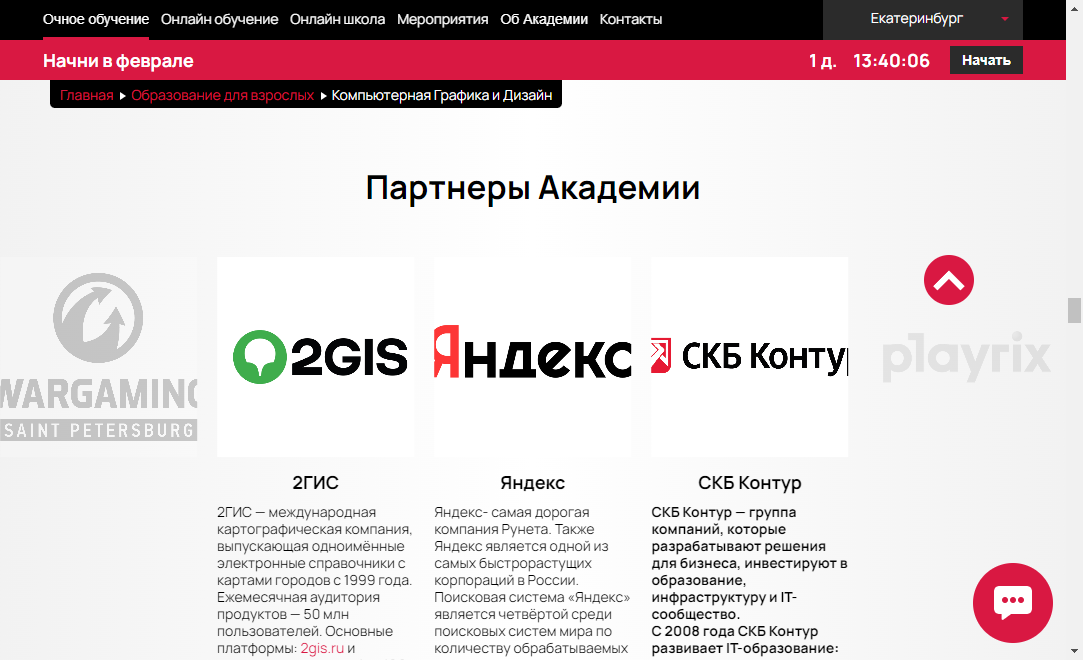 Очное обучение Онлайн обучение Онлайн школа Мероприятия Об Академии Контакты Екатеринбург
Начни в феврале 1 д. 13:40:06 Начать
Главная Образование для взрослых Компьютерная Графика и Дизайн
Партнеры Академии
WARGAMING
SAINT PETERSBURG
2GIS
Яндекс
СКБ Контур
playrix
2ГИС
2ГИС — международная
картографическая компания,
выпускающая одноимённые
электронные справочники с
картами городов с 1999 года.
Ежемесячная аудитория
продуктов — 50 млн
пользователей. Основные
платформы: 2gis.ru и
Яндекс
Яндекс- самая дорогая
компания Рунета. Также
Яндекс является одной из
самых быстрорастущих
корпораций в России.
Поисковая система «Яндекс»
является четвёртой среди
поисковых систем мира по
количеству обрабатываемых
СКБ Контур
СКБ Контур — группа
компаний, которые
разрабатывают решения
для бизнеса, инвестируют в
образование,
инфраструктуру и IT-
сообщество.
С 2008 года СКБ Контур
развивает IT-образование: